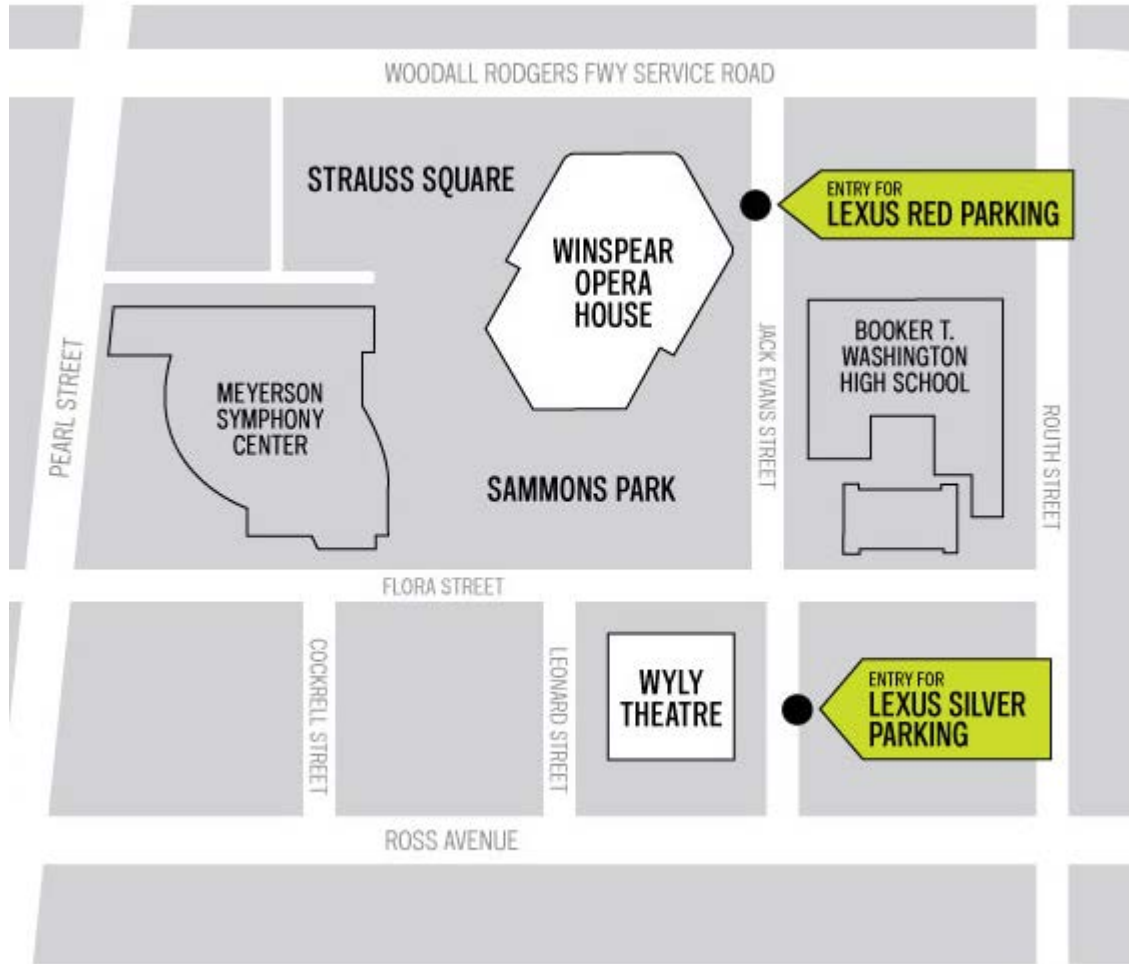 WOODALL RODGERS FWY SERVICE ROAD
STRAUSS SQUARE
ENTRY FOR
LEXUS RED PARKING
WINSPEAR
OPERA
HOUSE
PEARL STREET
MEYERSON
SYMPHONY
CENTER
JACK EVANS STREET
BOOKER T.
WASHINGTON
HIGH SCHOOL
ROUTH STREET
SAMMONS PARK
FLORA STREET
COCKRELL STREET
LEONARD STREET
WYLY
THEATRE
ENTRY FOR
LEXUS SILVER
PARKING
ROSS AVENUE